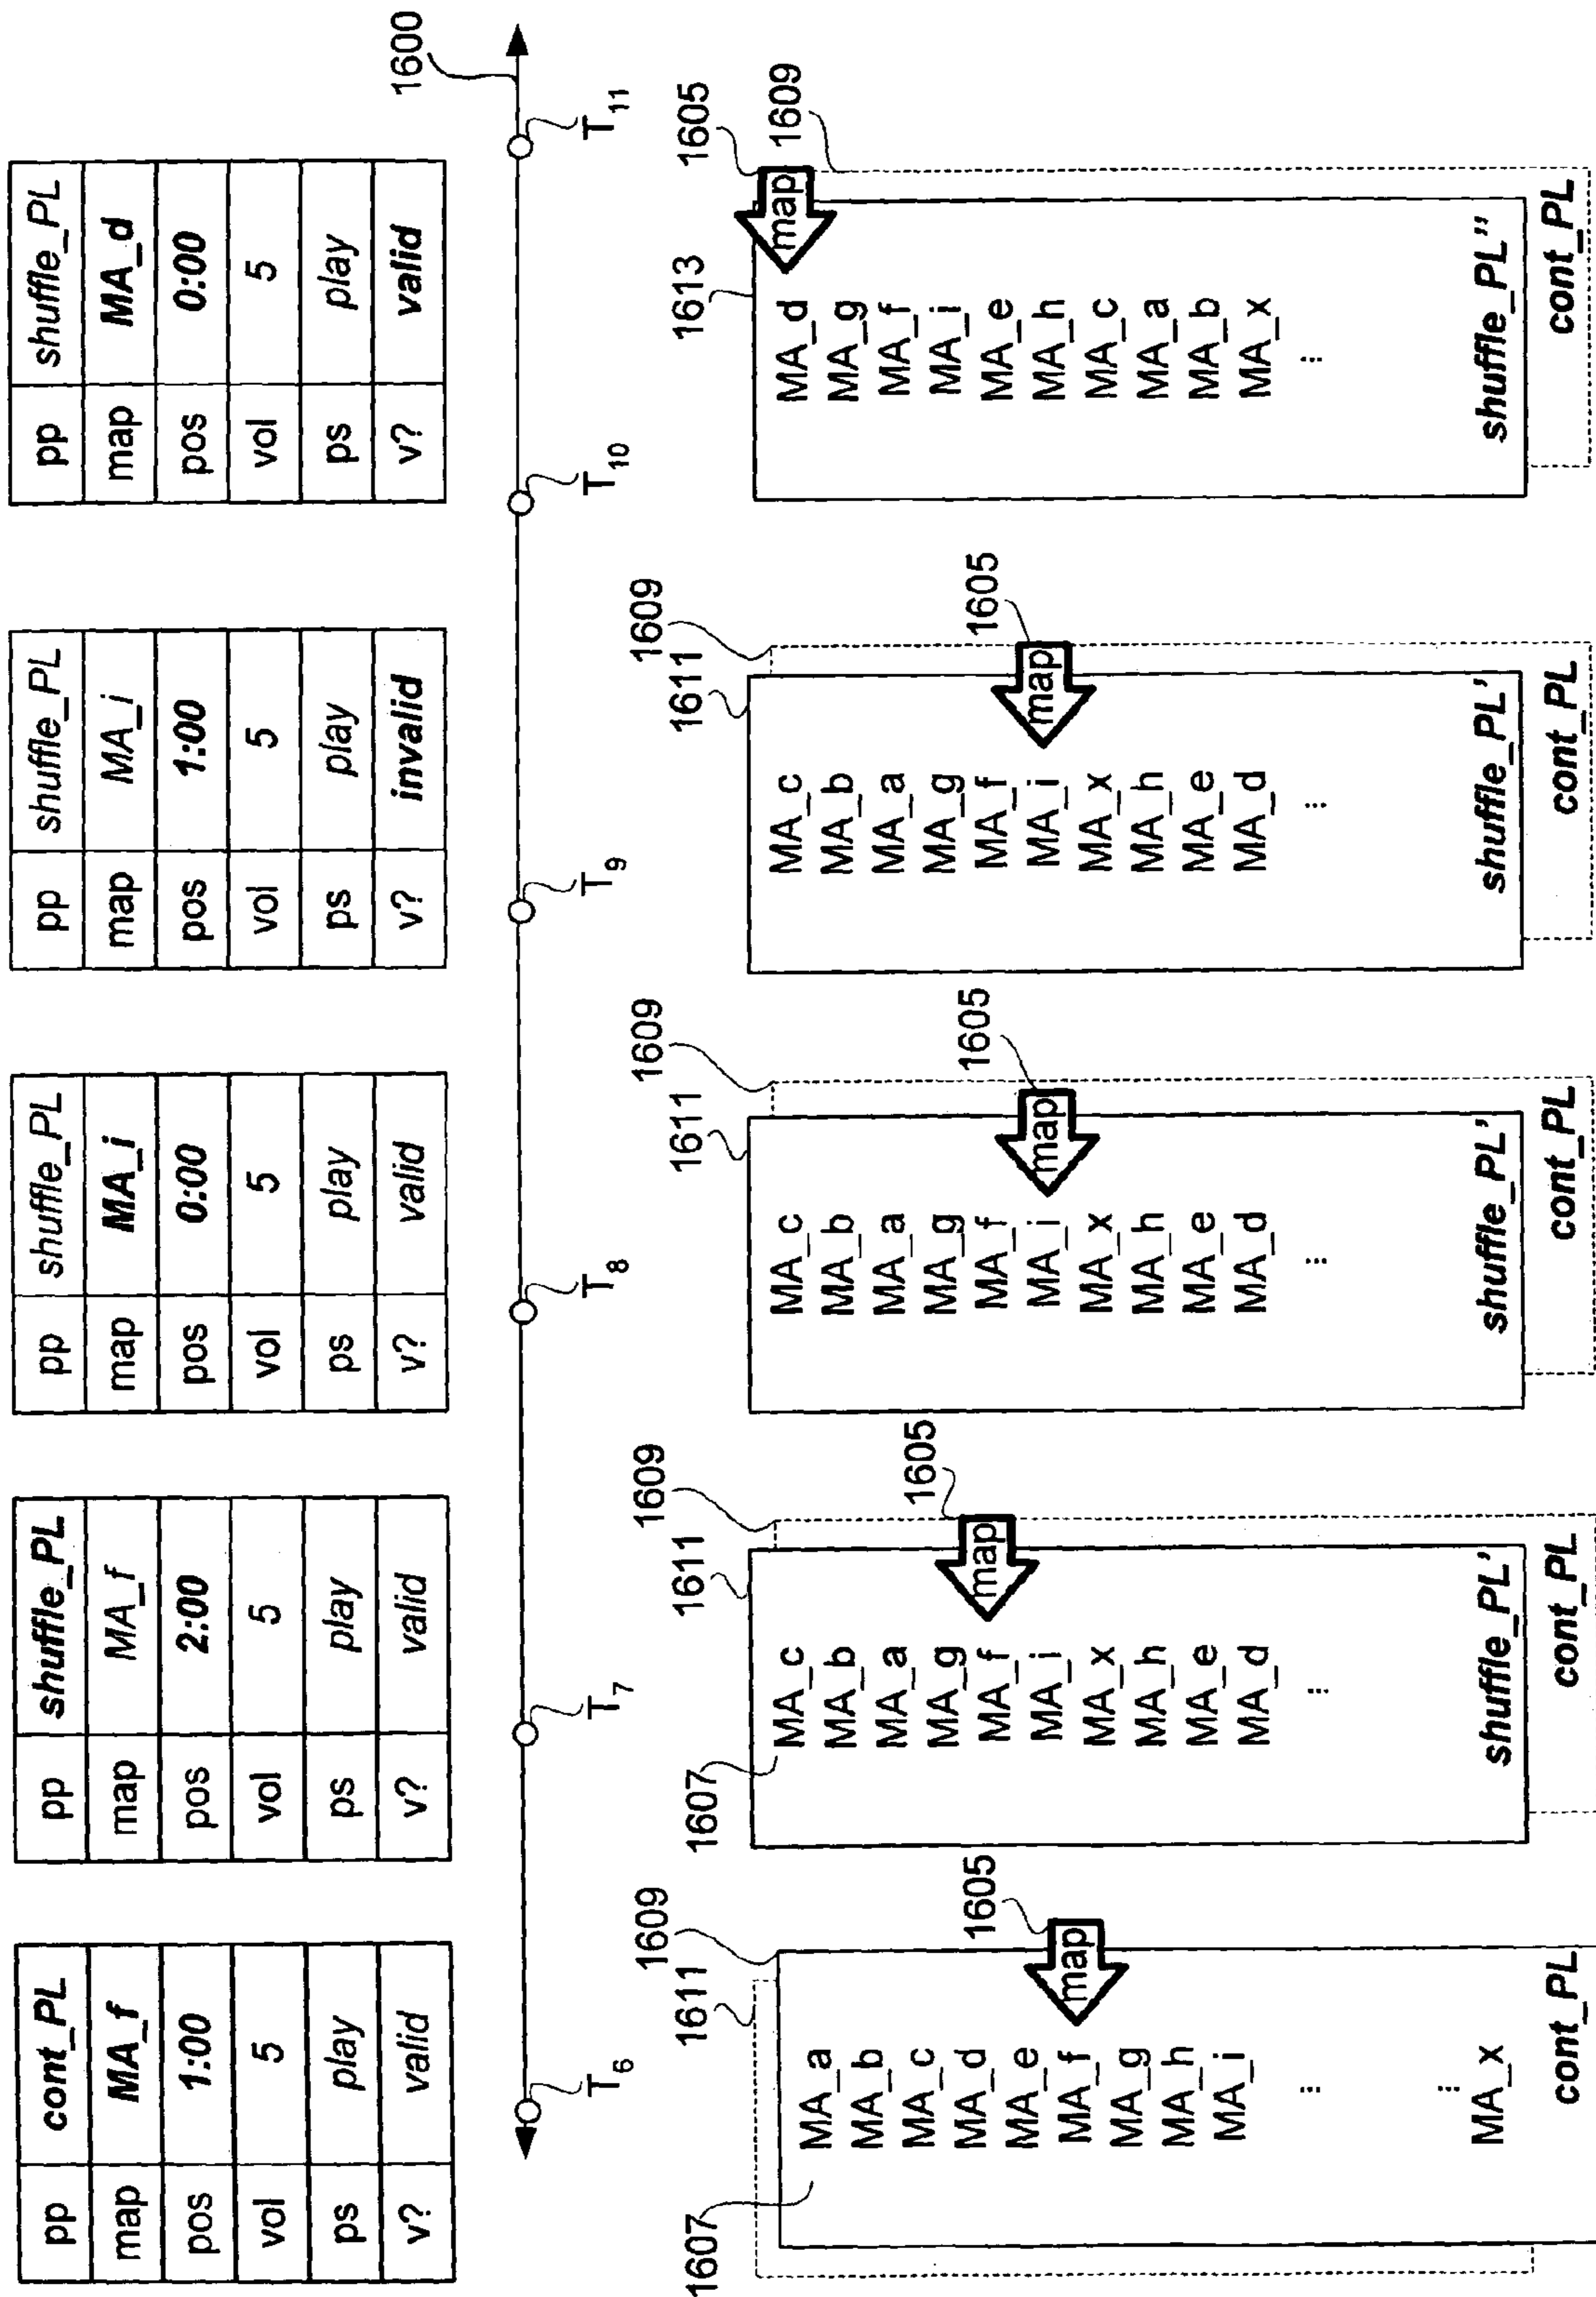 pp cont_PL
map MA_f
pos 1:00
vol 5
ps play
v? valid
pp shuffle_PL
map MA_f
pos 2:00
vol 5
ps play
v? valid
pp shuffle_PL
map MA_i
pos 0:00
vol 5
ps play
v? valid
pp shuffle_PL
map MA_i
pos 1:00
vol 5
ps play
v? invalid
pp shuffle_PL
map MA_d
pos 0:00
vol 5
ps play
v? valid
1600
T6
T7
T8
T9
T10
T11
1607
1611
1609
1605
map
MA_a
MA_b
MA_c
MA_d
MA_e
MA_f
MA_g
MA_h
MA_i
...
...
MA_x
cont_PL
1607
1611
1609
1605
map
MA_c
MA_b
MA_a
MA_g
MA_f
MA_i
MA_x
MA_h
MA_e
MA_d
...
shuffle_PL'
cont_PL
1611
1609
1605
map
MA_c
MA_b
MA_a
MA_g
MA_f
MA_i
MA_x
MA_h
MA_e
MA_d
...
shuffle_PL'
cont_PL
1611
1609
1605
map
MA_c
MA_b
MA_a
MA_g
MA_f
MA_i
MA_x
MA_h
MA_e
MA_d
...
shuffle_PL'
cont_PL
1613
1605
1609
map
MA_d
MA_g
MA_f
MA_i
MA_e
MA_h
MA_c
MA_a
MA_b
MA_x
...
shuffle_PL''
cont_PL